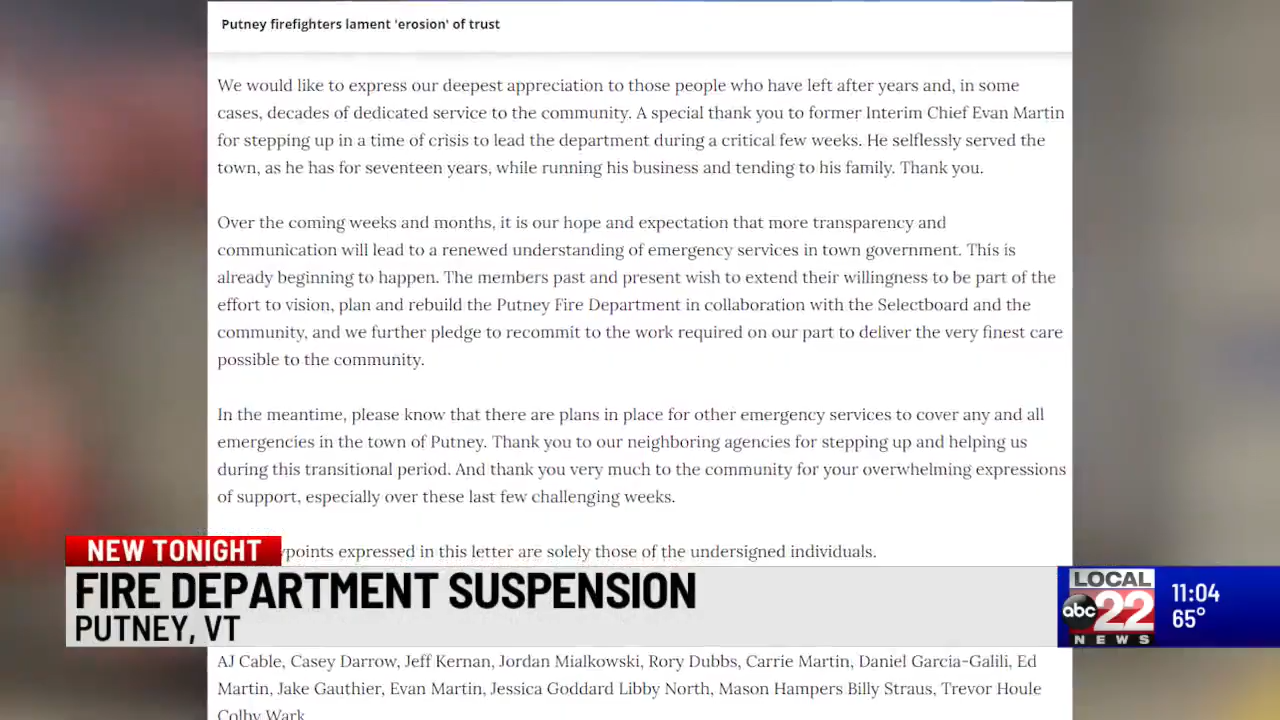 Putney firefighters lament 'erosion' of trust
We would like to express our deepest appreciation to those people who have left after years and, in some
cases, decades of dedicated service to the community. A special thank you to former Interim Chief Evan Martin
for stepping up in a time of crisis to lead the department during a critical few weeks. He selflessly served the
town, as he has for seventeen years, while running his business and tending to his family. Thank you.
Over the coming weeks and months, it is our hope and expectation that more transparency and
communication will lead to a renewed understanding of emergency services in town government. This is
already beginning to happen. The members past and present wish to extend their willingness to be part of the
effort to vision, plan and rebuild the Putney Fire Department in collaboration with the Selectboard and the
community, and we further pledge to recommit to the work required on our part to deliver the very finest care
possible to the community.
In the meantime, please know that there are plans in place for other emergency services to cover any and all
emergencies in the town of Putney. Thank you to our neighboring agencies for stepping up and helping us
during this transitional period. And thank you very much to the community for your overwhelming expressions
of support, especially over these last few challenging weeks.
expressed in this letter are solely those of the undersigned individuals.
NEW TONIGHT
FIRE DEPARTMENT SUSPENSION
PUTNEY, VT
LOCAL
abc 22
NEWS
11:04
65°
AJ Cable, Casey Darrow, Jeff Kernan, Jordan Mialkowski, Rory Dubbs, Carrie Martin, Daniel Garcia-Galili, Ed
Martin, Jake Gauthier, Evan Martin, Jessica Goddard Libby North, Mason Hampers Billy Straus, Trevor Houle
Colby Wark